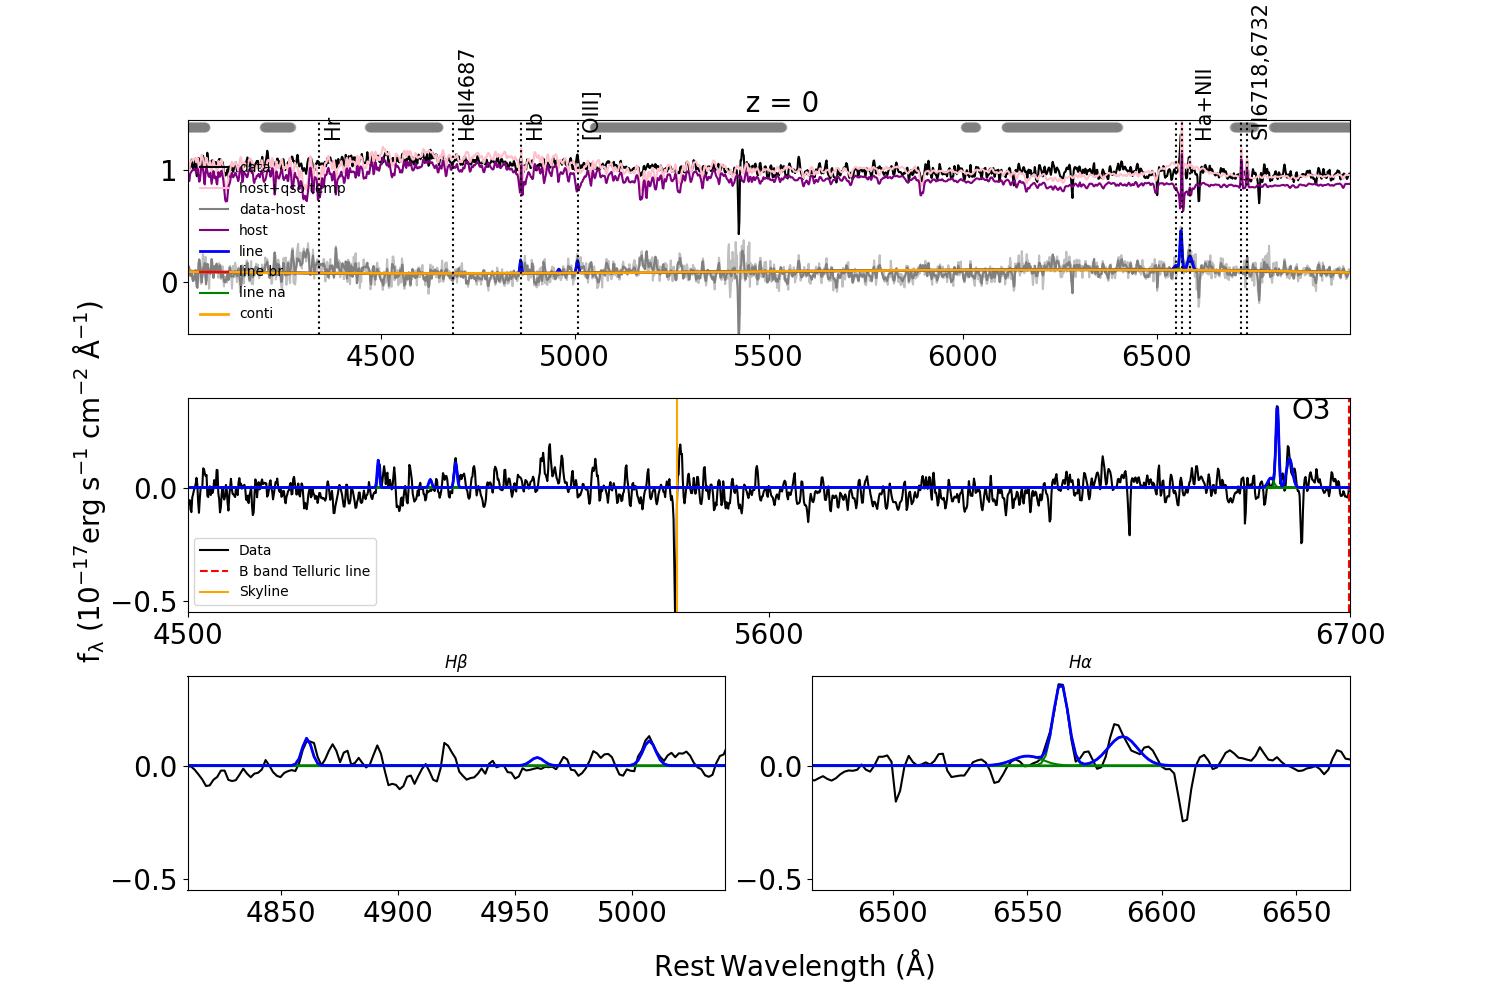 z = 0
Hr
HeII4687
Hb
[OIII]
Ha+NII
SII6718,6732
data
host+qso temp
data-host
host
line
line br
line na
conti
1
0
4500 5000 5500 6000 6500
f_λ (10⁻¹⁷erg s⁻¹ cm⁻² Å⁻¹)
O3
0.0
−0.5
Data
B band Telluric line
Skyline
4500 5600 6700
Hβ
0.0
−0.5
4850 4900 4950 5000
Hα
0.0
−0.5
6500 6550 6600 6650
Rest Wavelength (Å)